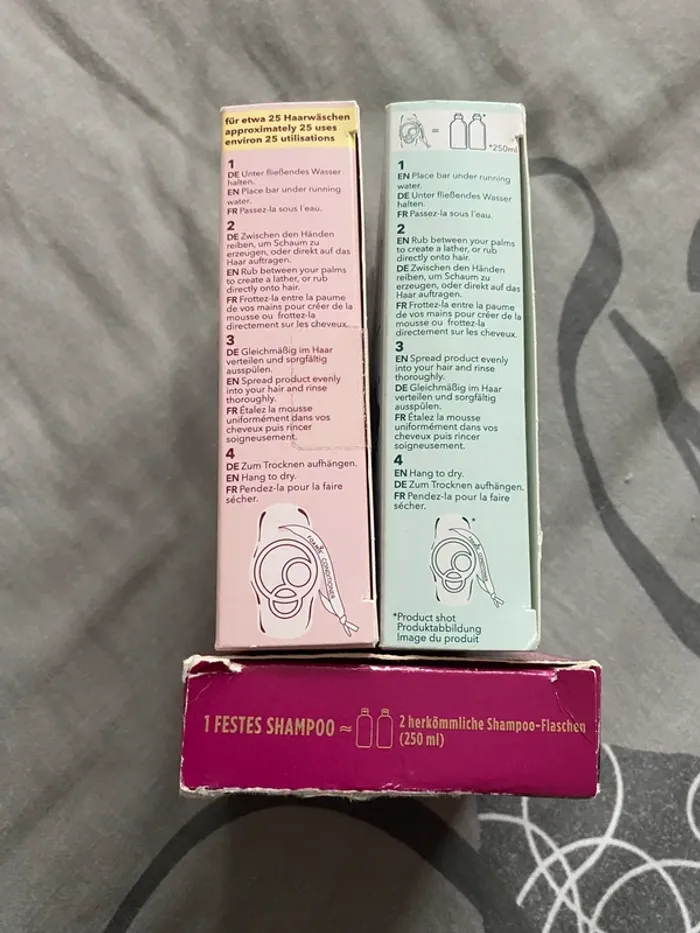 für etwa 25 Haarwäschen
approximately 25 uses
environ 25 utilisations
1
DE Unter fließendes Wasser
halten.
EN Place bar under running
water.
FR Passez-la sous l'eau.
2
DE Zwischen den Händen
reiben, um Schaum zu
erzeugen, oder direkt auf das
Haar auftragen.
EN Rub between your palms
to create a lather, or rub
directly onto hair.
FR Frottez-la entre la paume
de vos mains pour créer de la
mousse ou frottez-la
directement sur les cheveux.
3
DE Gleichmäßig im Haar
verteilen und sorgfältig
ausspülen.
EN Spread product evenly
into your hair and rinse
thoroughly.
FR Étalez la mousse
uniformément dans vos
cheveux puis rincer
soigneusement.
4
DE Zum Trocknen aufhängen.
EN Hang to dry.
FR Pendez-la pour la faire
sécher.
FOAMIE CONDITIONER
= *
*250ml
1
EN Place bar under running
water.
DE Unter fließendes Wasser
halten.
FR Passez-la sous l'eau.
2
EN Rub between your palms
to create a lather, or rub
directly onto hair.
DE Zwischen den Händen
reiben, um Schaum zu
erzeugen, oder direkt auf das
Haar auftragen.
FR Frottez-la entre la paume
de vos mains pour créer de la
mousse ou frottez-la
directement sur les cheveux.
3
EN Spread product evenly
into your hair and rinse
thoroughly.
DE Gleichmäßig im Haar
verteilen und sorgfältig
ausspülen.
FR Étalez la mousse
uniformément dans vos
cheveux puis rincer
soigneusement.
4
EN Hang to dry.
DE Zum Trocknen aufhängen.
FR Pendez-la pour la faire
sécher.
*
*Product shot
Produktabbildung
Image du produit
1 FESTES SHAMPOO ≈ 2 herkömmliche Shampoo-Flaschen
(250 ml)